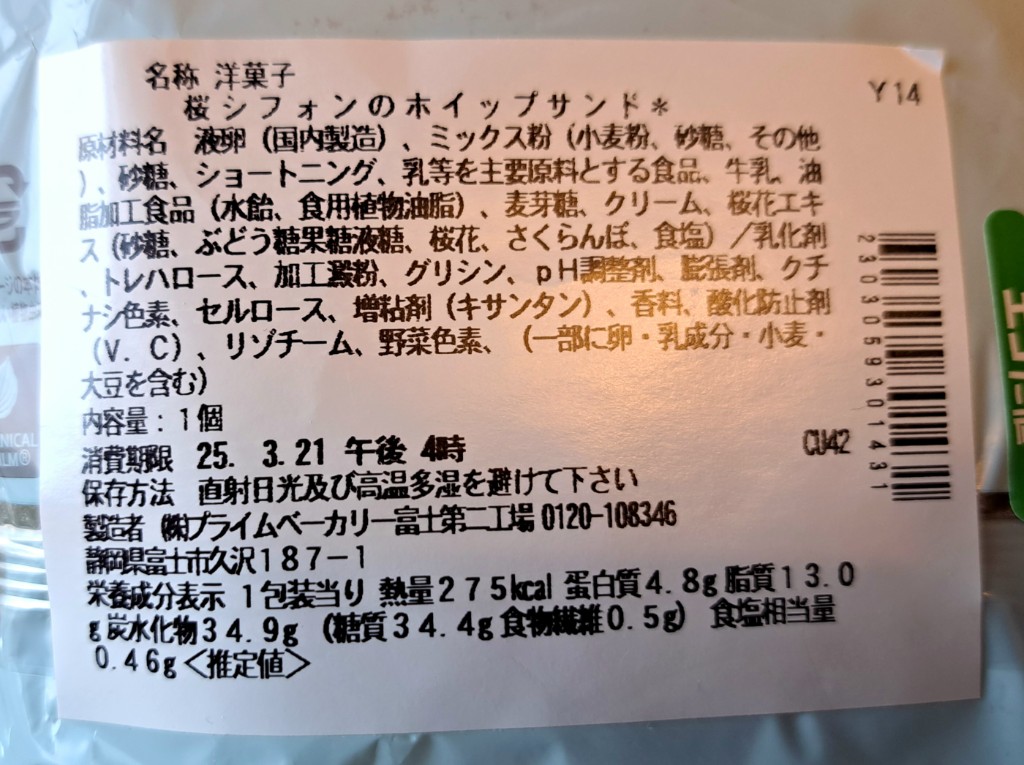 名称 洋菓子
桜シフォンのホイップサンド＊
Y14
原材料名 液卵（国内製造）、ミックス粉（小麦粉、砂糖、その他
）、砂糖、ショートニング、乳等を主要原料とする食品、牛乳、油
脂加工食品（水飴、食用植物油脂）、麦芽糖、クリーム、桜花エキ
ス（砂糖、ぶどう糖果糖液糖、桜花、さくらんぼ、食塩）／乳化剤
、トレハロース、加工澱粉、グリシン、ｐＨ調整剤、膨張剤、クチ
ナシ色素、セルロース、増粘剤（キサンタン）、香料、酸化防止剤
（V．C）、リゾチーム、野菜色素、（一部に卵・乳成分・小麦・
大豆を含む）
内容量：1個
消費期限 25. 3.21 午後 4時
CU42
保存方法 直射日光及び高温多湿を避けて下さい
製造者 ㈱プライムベーカリー富士第二工場 0120-108346
静岡県富士市久沢187－1
栄養成分表示 1包装当り 熱量275kcal 蛋白質4.8g 脂質13.0
g 炭水化物34.9g （糖質34.4g 食物繊維0.5g） 食塩相当量
0.46g＜推定値＞
2303059301431